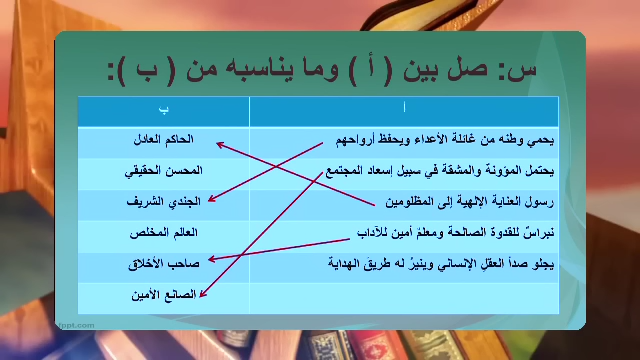 س: صل بين ( أ ) وما يناسبه من ( ب ):
أ ب
يحمي وطنه من غائلة الأعداء ويحفظ أرواحهم الحاكم العادل
يحتمل المؤونة والمشقة في سبيل إسعاد المجتمع المحسن الحقيقي
رسول العناية الإلهية إلى المظلومين الجندي الشريف
نبراسٌ للقدوة الصالحة ومعلمٌ أمين للآداب العالم المخلص
يجلو صدأ العقلِ الإنساني وينيرُ له طريقَ الهداية صاحب الأخلاق
الصانع الأمين
fppt.com